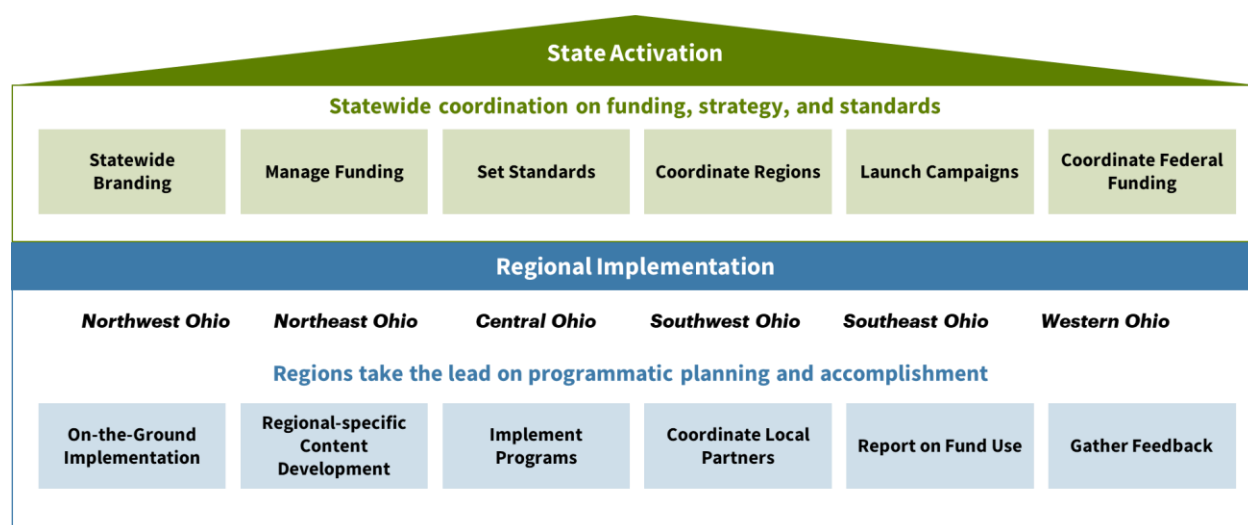 State Activation
Statewide coordination on funding, strategy, and standards
Statewide
Branding
Manage Funding
Set Standards
Coordinate Regions
Launch Campaigns
Coordinate Federal
Funding
Regional Implementation
Northwest Ohio
Northeast Ohio
Central Ohio
Southwest Ohio
Southeast Ohio
Western Ohio
Regions take the lead on programmatic planning and accomplishment
On-the-Ground
Implementation
Regional-specific
Content
Development
Implement
Programs
Coordinate Local
Partners
Report on Fund Use
Gather Feedback